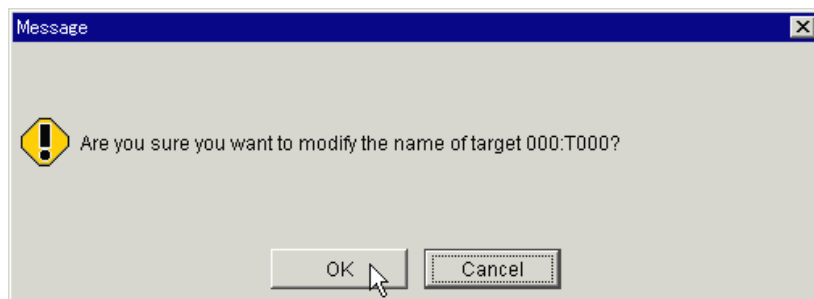 Message
Are you sure you want to modify the name of target 000:T000?
OK
Cancel